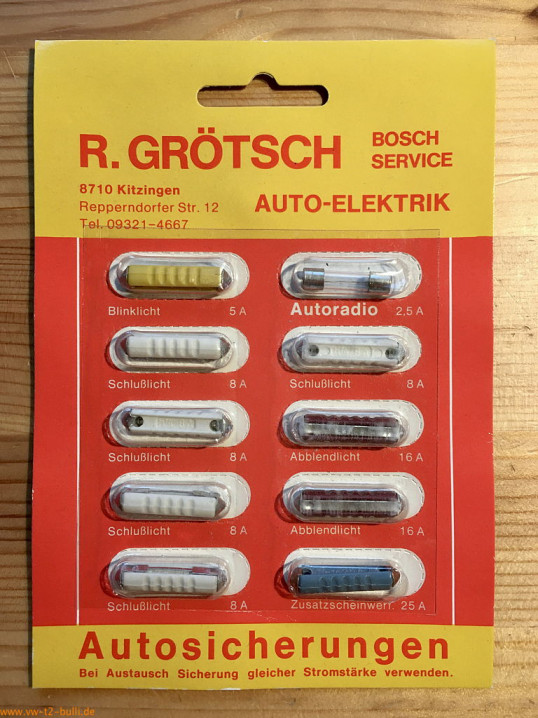 R. GRÖTSCH BOSCH SERVICE
8710 Kitzingen
Repperndorfer Str. 12
Tel. 09321-4667
AUTO-ELEKTRIK
Blinklicht 5 A
Autoradio 2,5 A
Schlußlicht 8 A
Schlußlicht 8 A
Schlußlicht 8 A
Abblendlicht 16 A
Schlußlicht 8 A
Abblendlicht 16 A
Schlußlicht 8 A
Zusatzscheinwerf. 25 A
Autosicherungen
Bei Austausch Sicherung gleicher Stromstärke verwenden.
www.vw-t2-bulli.de